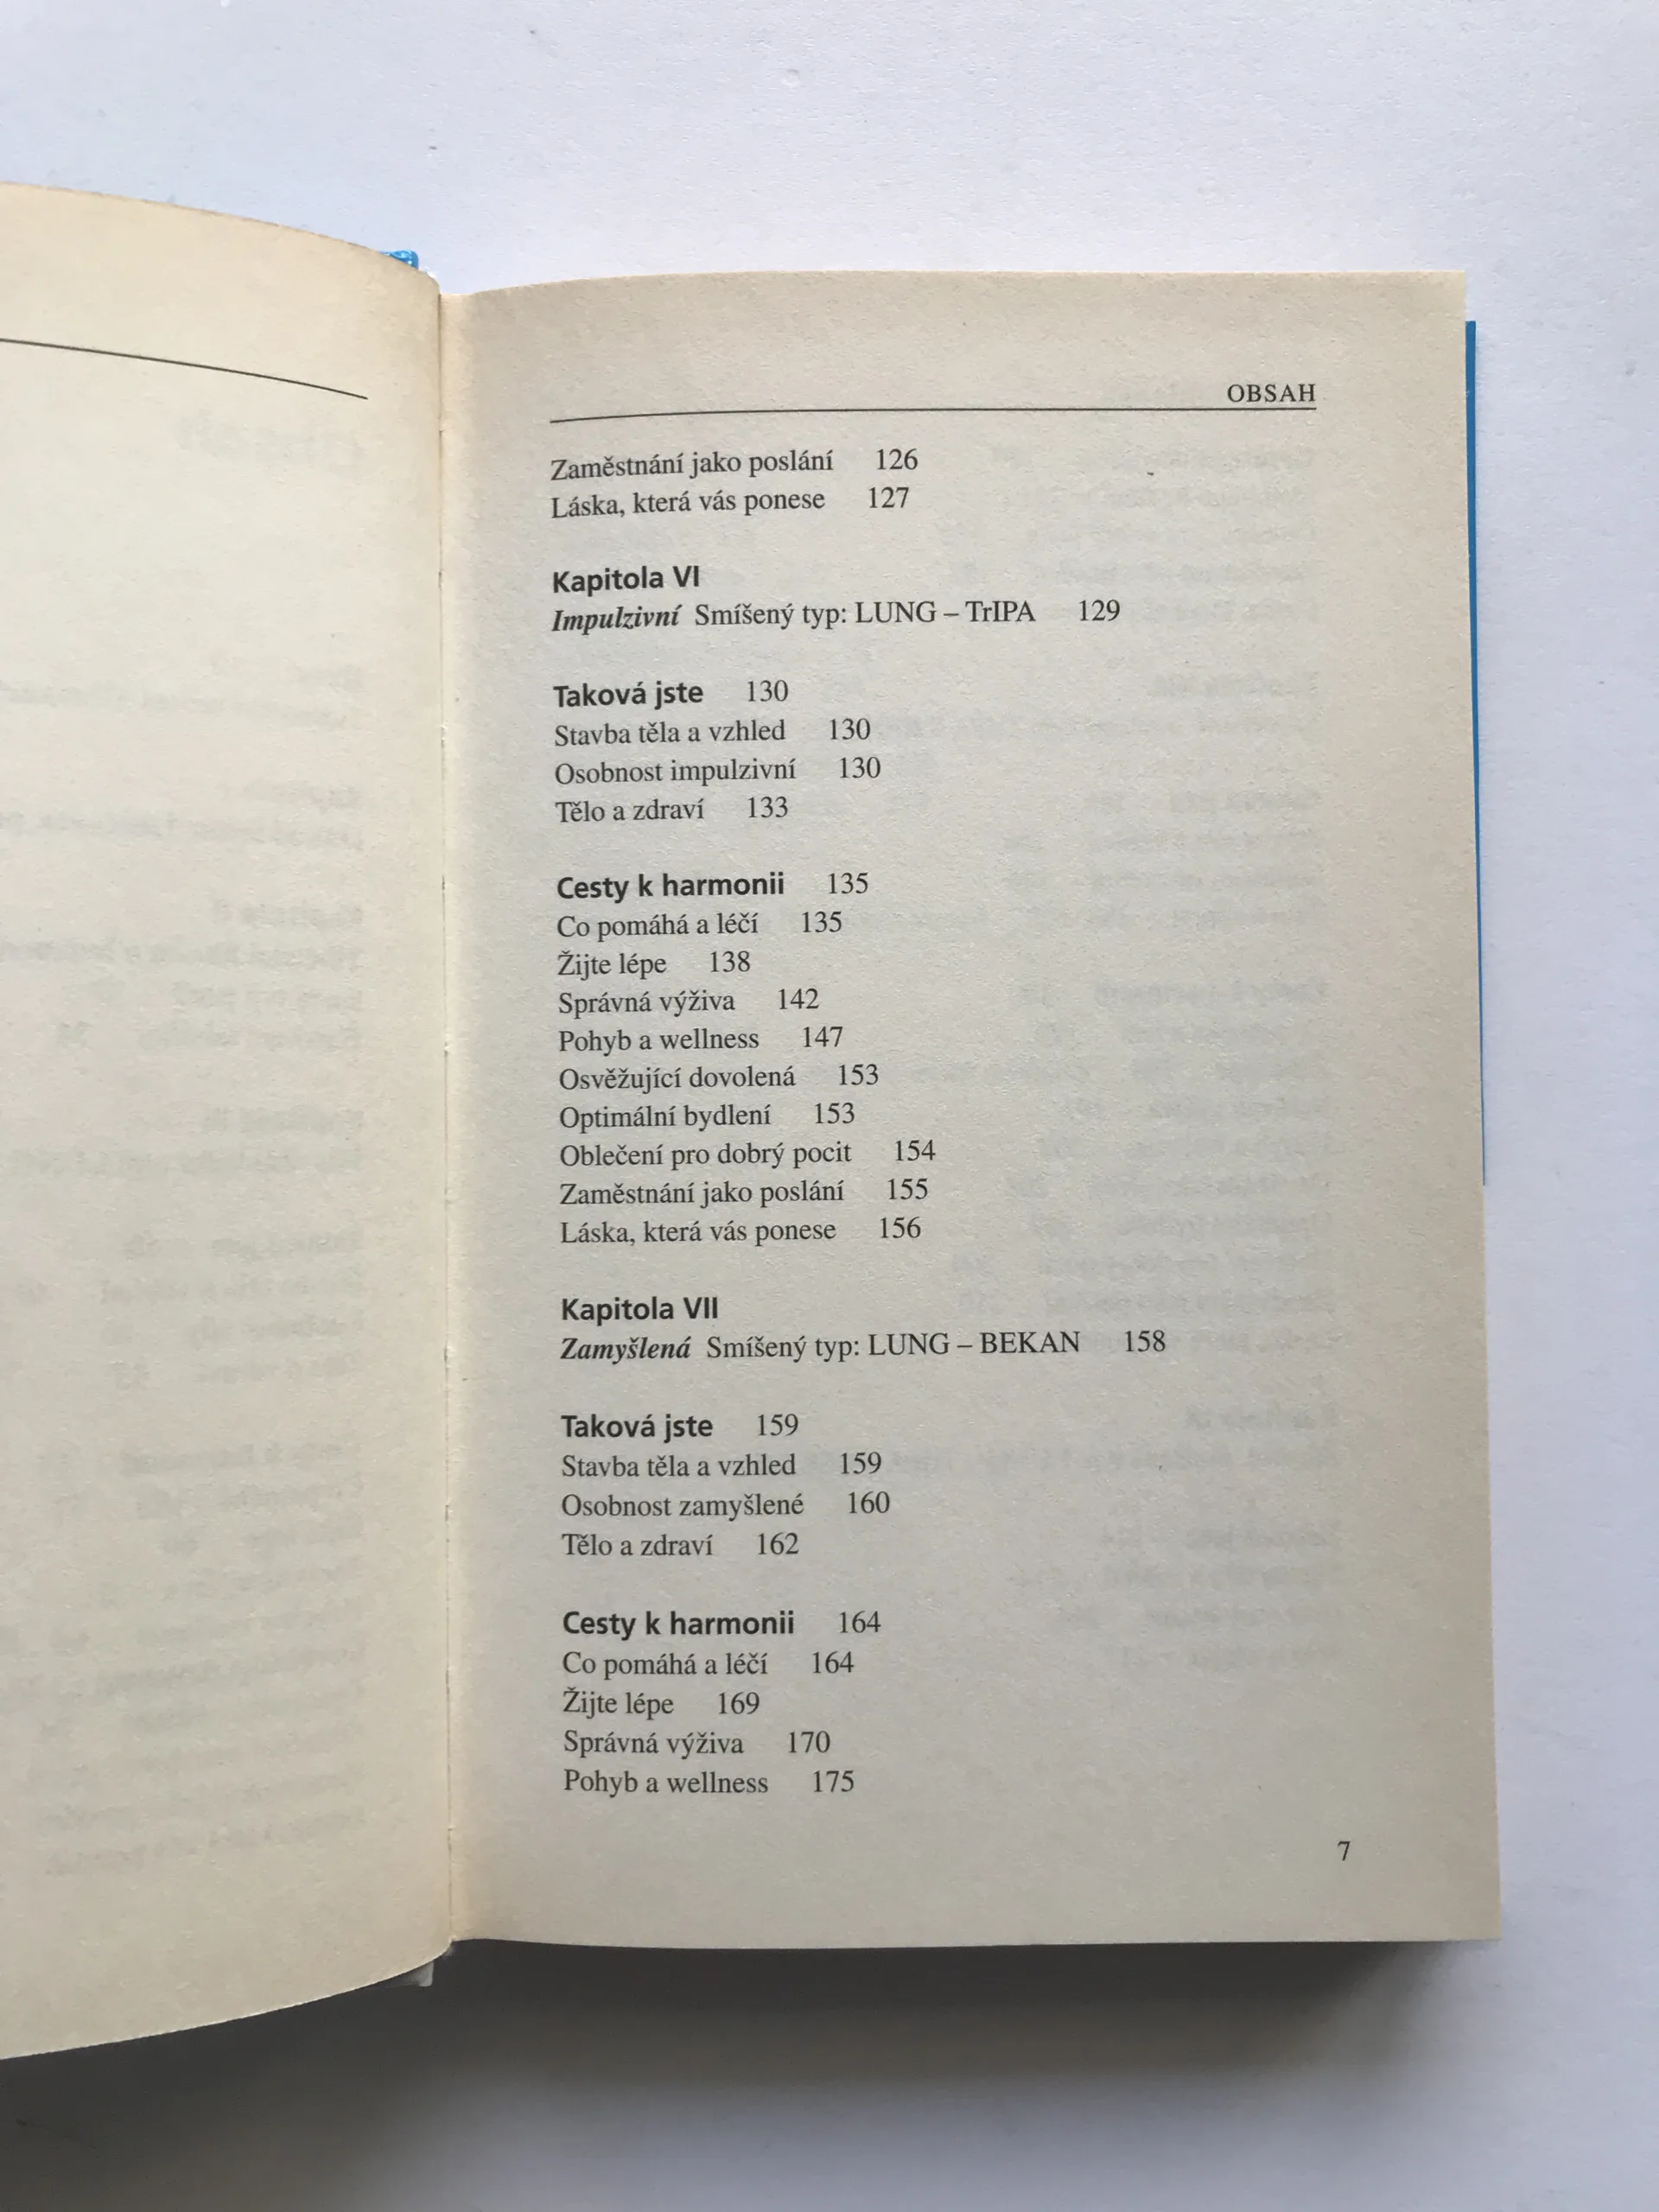 OBSAH
Zaměstnání jako poslání 126
Láska, která vás ponese 127
Kapitola VI
Impulzivní Smíšený typ: LUNG – TrIPA 129
Taková jste 130
Stavba těla a vzhled 130
Osobnost impulzivní 130
Tělo a zdraví 133
Cesty k harmonii 135
Co pomáhá a léčí 135
Žijte lépe 138
Správná výživa 142
Pohyb a wellness 147
Osvěžující dovolená 153
Optimální bydlení 153
Oblečení pro dobrý pocit 154
Zaměstnání jako poslání 155
Láska, která vás ponese 156
Kapitola VII
Zamyšlená Smíšený typ: LUNG – BEKAN 158
Taková jste 159
Stavba těla a vzhled 159
Osobnost zamyšlené 160
Tělo a zdraví 162
Cesty k harmonii 164
Co pomáhá a léčí 164
Žijte lépe 169
Správná výživa 170
Pohyb a wellness 175
7